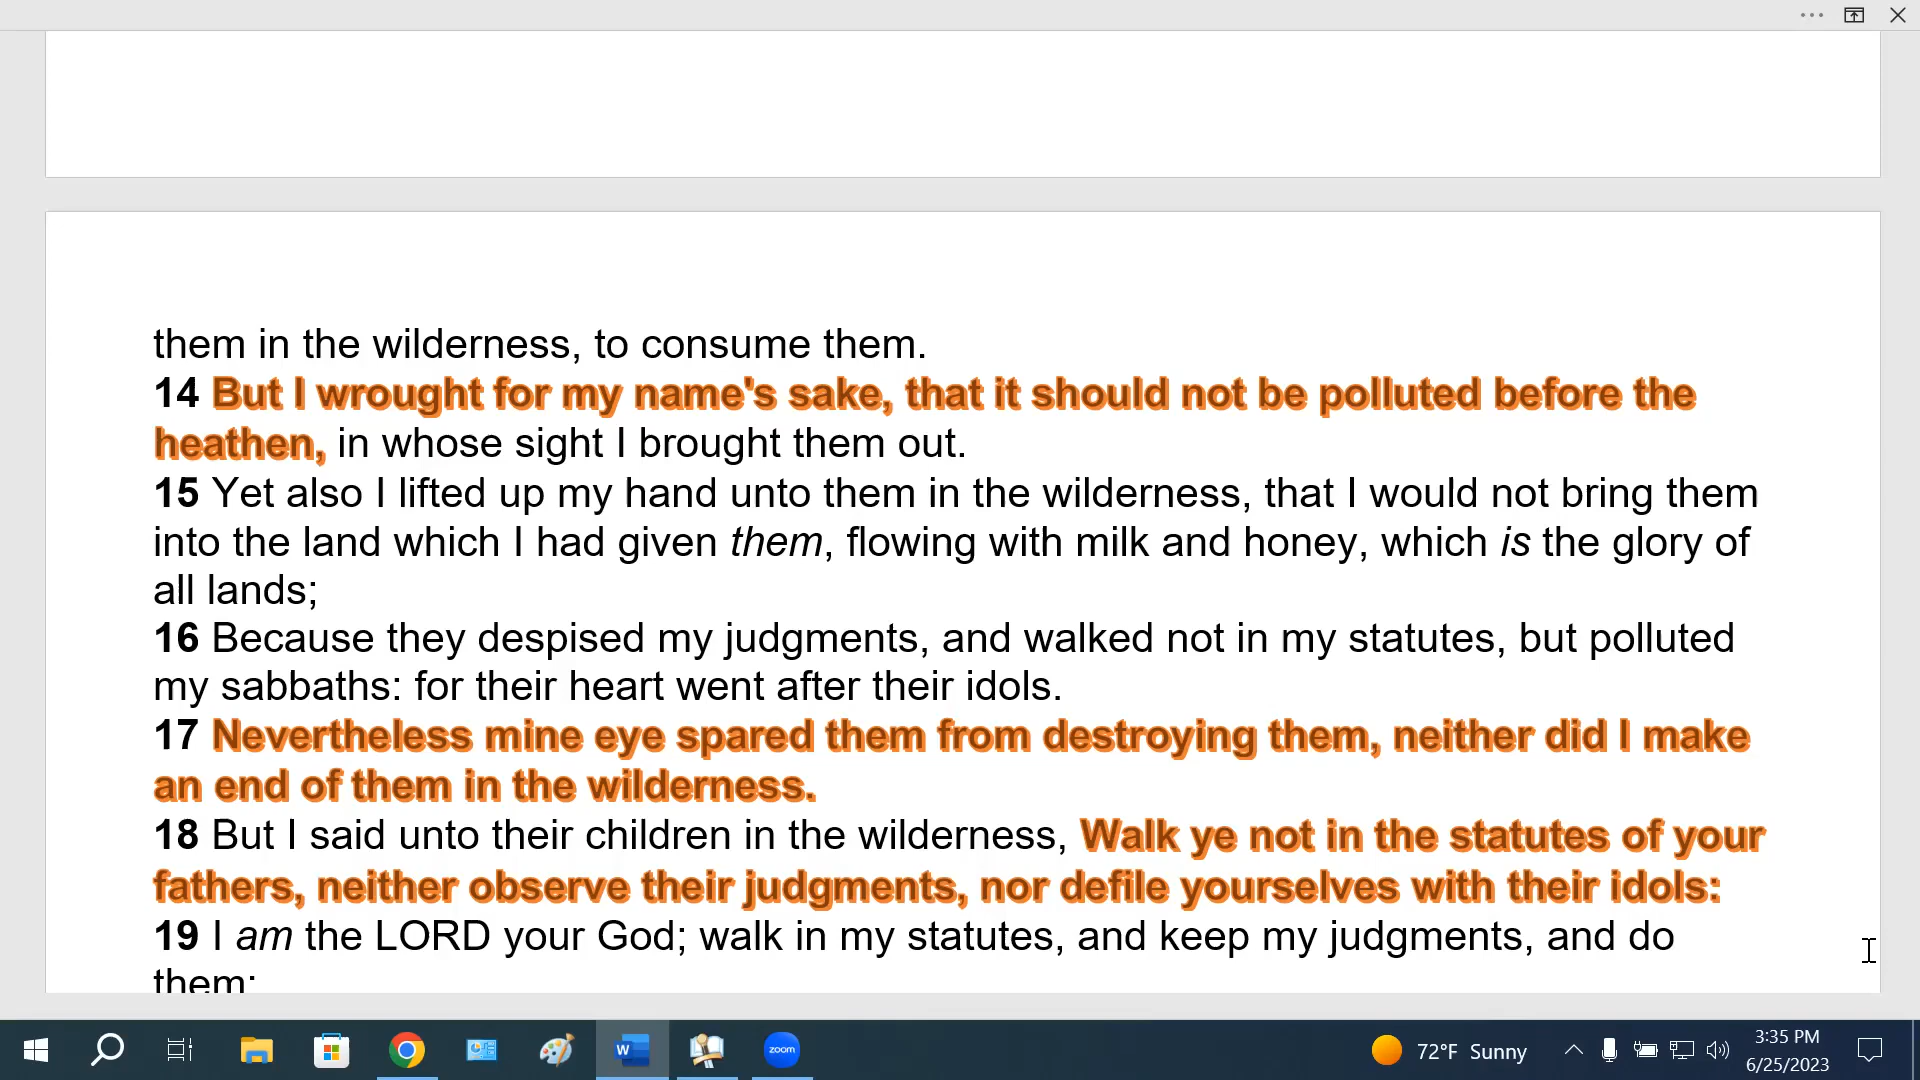 them in the wilderness, to consume them.
14 But I wrought for my name's sake, that it should not be polluted before the
heathen, in whose sight I brought them out.
15 Yet also I lifted up my hand unto them in the wilderness, that I would not bring them
into the land which I had given them, flowing with milk and honey, which is the glory of
all lands;
16 Because they despised my judgments, and walked not in my statutes, but polluted
my sabbaths: for their heart went after their idols.
17 Nevertheless mine eye spared them from destroying them, neither did I make
an end of them in the wilderness.
18 But I said unto their children in the wilderness, Walk ye not in the statutes of your
fathers, neither observe their judgments, nor defile yourselves with their idols:
19 I am the LORD your God; walk in my statutes, and keep my judgments, and do
them:
W
zoom
72°F Sunny
3:35 PM
6/25/2023